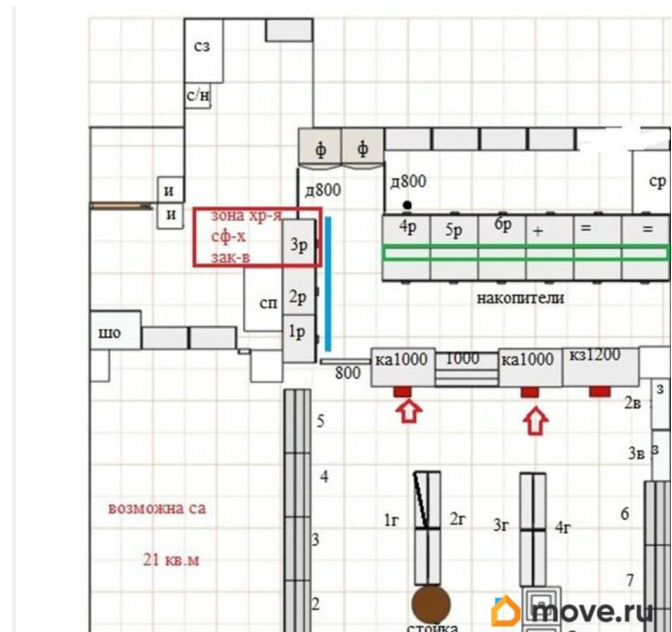 сз
с/н
ф ф
д800 д800
ср
и
и
зона хр-я
сф-х
зак-в
3р
4р 5р 6р + = =
сп
2р
накопители
шо
1р
800
ка1000 1000 ка1000 кз1200
з
2в
5
3в
з
4
возможна са
1г 2г 3г 4г
6
3
21 кв.м
7
2
move.ru
стойка